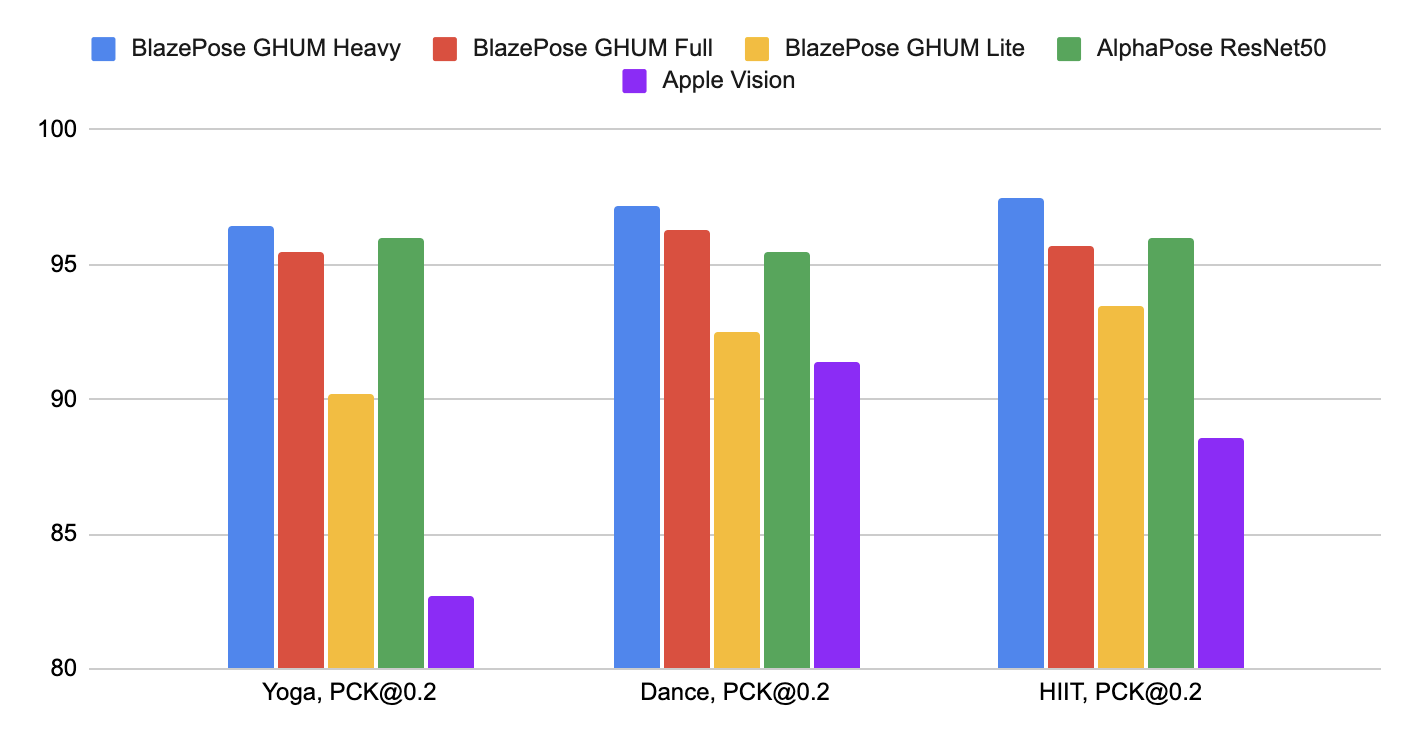 BlazePose GHUM Heavy BlazePose GHUM Full BlazePose GHUM Lite AlphaPose ResNet50
Apple Vision
100
95
90
85
80
Yoga, PCK@0.2 Dance, PCK@0.2 HIIT, PCK@0.2